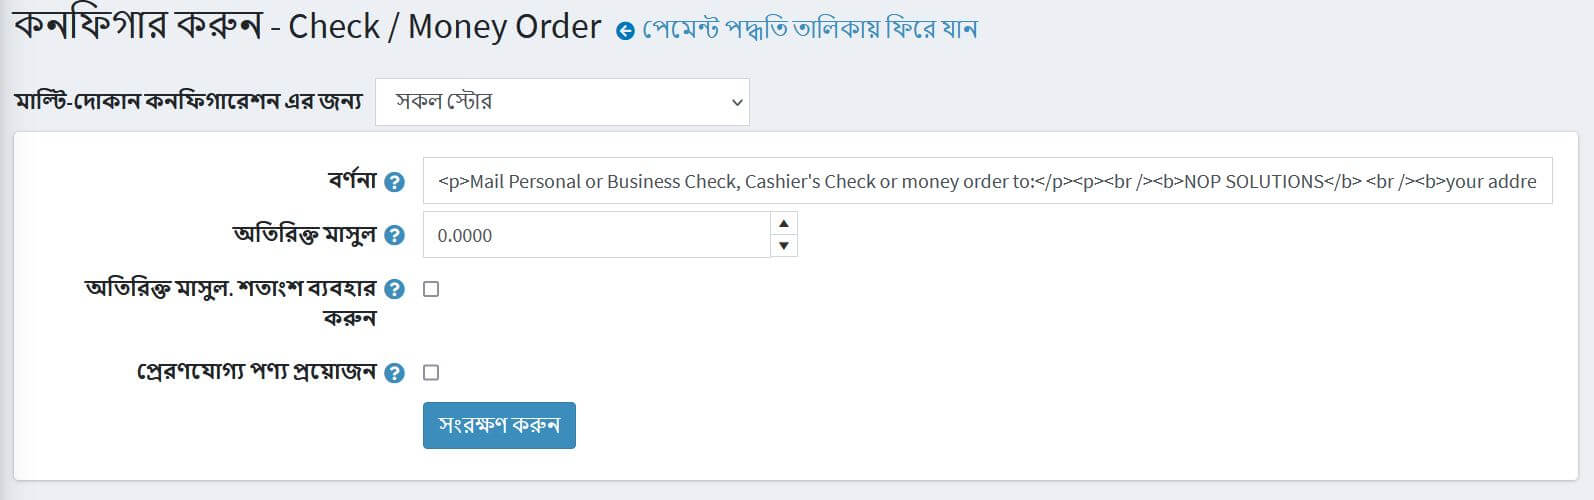 কনফিগার করুন - Check / Money Order পেমেন্ট পদ্ধতি তালিকায় ফিরে যান
মাল্টি-দোকান কনফিগারেশন এর জন্য সকল স্টোর
বর্ণনা <p>Mail Personal or Business Check, Cashier's Check or money order to:</p><p><br /><b>NOP SOLUTIONS</b> <br /><b>your addre
অতিরিক্ত মাসুল 0.0000
অতিরিক্ত মাসুল. শতাংশ ব্যবহার
করুন
প্রেরণযোগ্য পণ্য প্রয়োজন
সংরক্ষণ করুন